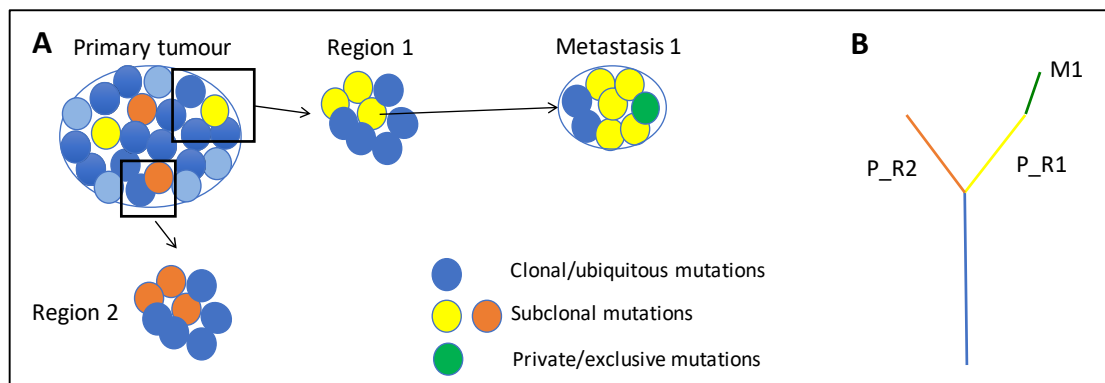 A
Primary tumour
Region 1
Metastasis 1
Region 2
Clonal/ubiquitous mutations
Subclonal mutations
Private/exclusive mutations
B
M1
P_R2
P_R1